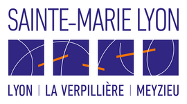 SAINTE-MARIE LYON
LYON | LA VERPILLIÈRE | MEYZIEU